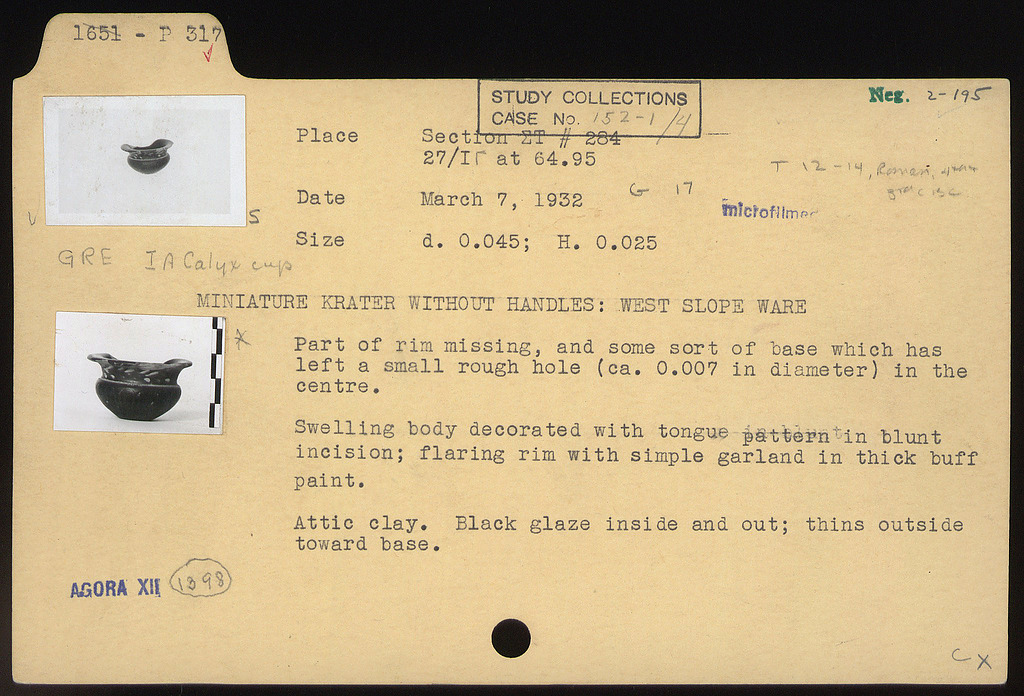 1651 - P 317
STUDY COLLECTIONS
CASE No. 152-1/4
Neg. 2-195
Place Section ΣΤ # 284
27/ΙΓ at 64.95
T 12-14, Roman,
Date March 7, 1932 G 17
microfilmed
S
Size d. 0.045; H. 0.025
GRE IA Calyx cup
MINIATURE KRATER WITHOUT HANDLES: WEST SLOPE WARE
Part of rim missing, and some sort of base which has
left a small rough hole (ca. 0.007 in diameter) in the
centre.
Swelling body decorated with tongue pattern in blunt
incision; flaring rim with simple garland in thick buff
paint.
Attic clay. Black glaze inside and out; thins outside
toward base.
AGORA XII 1398
C X